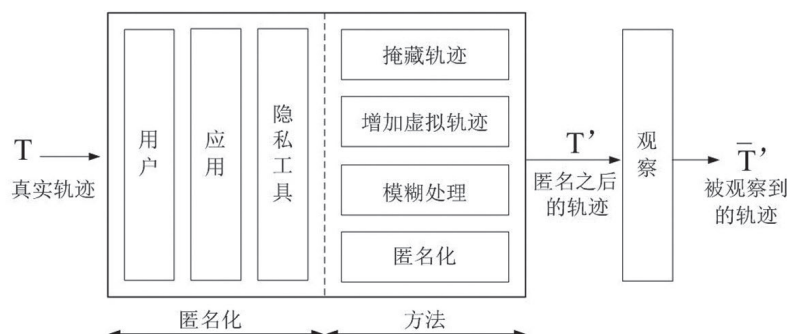 T
真实轨迹
用户
应用
隐私工具
掩藏轨迹
增加虚拟轨迹
模糊处理
匿名化
T’
匿名之后
的轨迹
观察
T̅’
被观察到
的轨迹
匿名化
方法